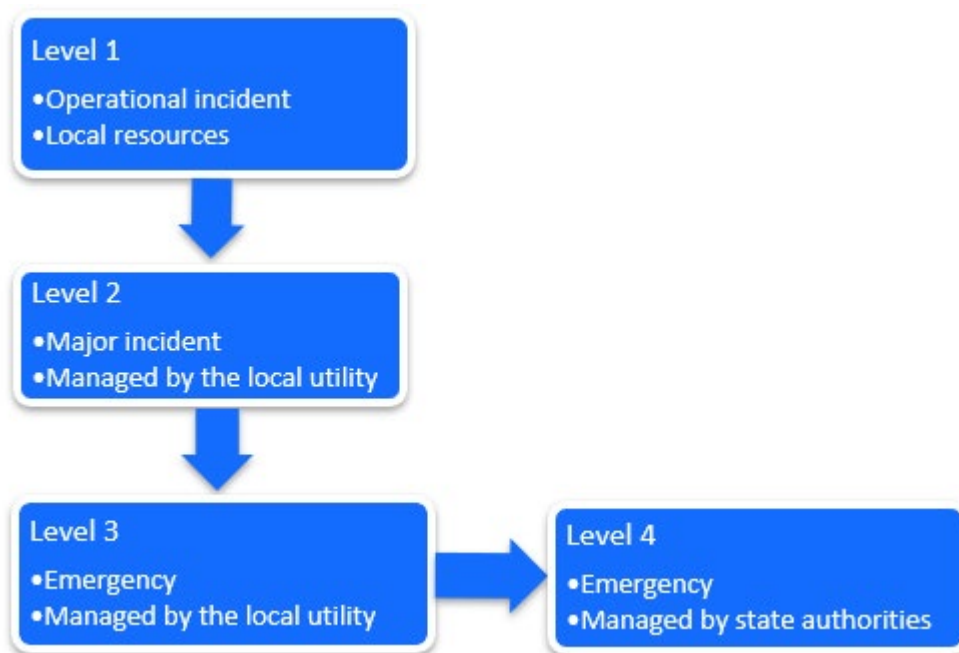 Level 1
•Operational incident
•Local resources
Level 2
•Major incident
•Managed by the local utility
Level 3
•Emergency
•Managed by the local utility
Level 4
•Emergency
•Managed by state authorities